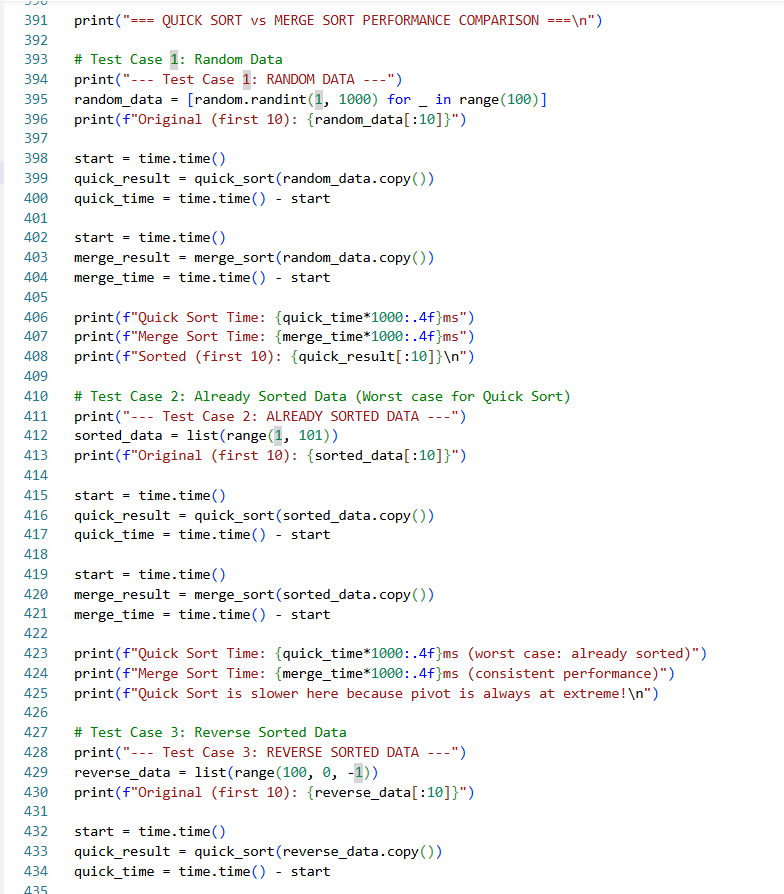 391 print("=== QUICK SORT vs MERGE SORT PERFORMANCE COMPARISON ===\n")
392
393 # Test Case 1: Random Data
394 print("--- Test Case 1: RANDOM DATA ---")
395 random_data = [random.randint(1, 1000) for _ in range(100)]
396 print(f"Original (first 10): {random_data[:10]}")
397
398 start = time.time()
399 quick_result = quick_sort(random_data.copy())
400 quick_time = time.time() - start
401
402 start = time.time()
403 merge_result = merge_sort(random_data.copy())
404 merge_time = time.time() - start
405
406 print(f"Quick Sort Time: {quick_time*1000:.4f}ms")
407 print(f"Merge Sort Time: {merge_time*1000:.4f}ms")
408 print(f"Sorted (first 10): {quick_result[:10]}\n")
409
410 # Test Case 2: Already Sorted Data (Worst case for Quick Sort)
411 print("--- Test Case 2: ALREADY SORTED DATA ---")
412 sorted_data = list(range(1, 101))
413 print(f"Original (first 10): {sorted_data[:10]}")
414
415 start = time.time()
416 quick_result = quick_sort(sorted_data.copy())
417 quick_time = time.time() - start
418
419 start = time.time()
420 merge_result = merge_sort(sorted_data.copy())
421 merge_time = time.time() - start
422
423 print(f"Quick Sort Time: {quick_time*1000:.4f}ms (worst case: already sorted)")
424 print(f"Merge Sort Time: {merge_time*1000:.4f}ms (consistent performance)")
425 print(f"Quick Sort is slower here because pivot is always at extreme!\n")
426
427 # Test Case 3: Reverse Sorted Data
428 print("--- Test Case 3: REVERSE SORTED DATA ---")
429 reverse_data = list(range(100, 0, -1))
430 print(f"Original (first 10): {reverse_data[:10]}")
431
432 start = time.time()
433 quick_result = quick_sort(reverse_data.copy())
434 quick_time = time.time() - start
435